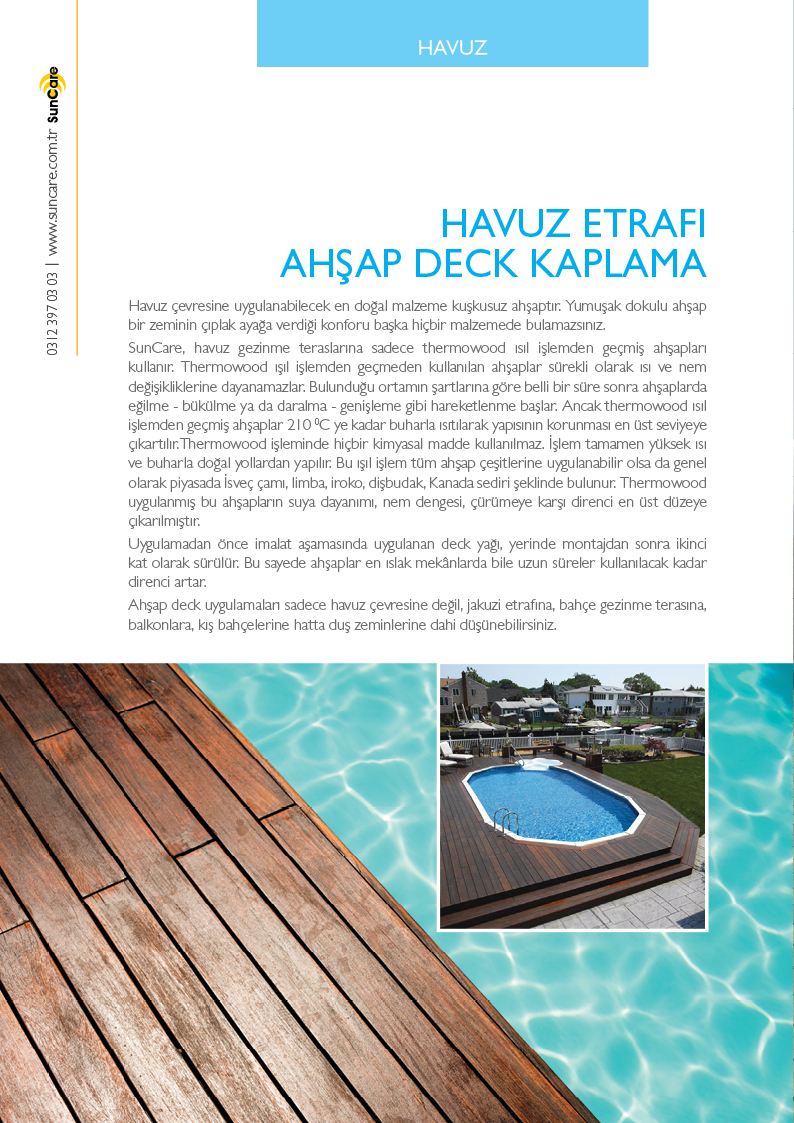 HAVUZ
0312 397 03 03 | www.suncare.com.tr SunCare
HAVUZ ETRAFI
AHŞAP DECK KAPLAMA
Havuz çevresine uygulanabilecek en doğal malzeme kuşkusuz ahşaptır. Yumuşak dokulu ahşap
bir zeminin çıplak ayağa verdiği konforu başka hiçbir malzemede bulamazsınız.
SunCare, havuz gezinme teraslarına sadece thermowood ısıl işlemden geçmiş ahşapları
kullanır. Thermowood ışıl işlemden geçmeden kullanılan ahşaplar sürekli olarak ısı ve nem
değişikliklerine dayanamazlar. Bulunduğu ortamın şartlarına göre belli bir süre sonra ahşaplarda
eğilme - bükülme ya da daralma - genişleme gibi hareketlenme başlar. Ancak thermowood ısıl
işlemden geçmiş ahşaplar 210 ⁰C ye kadar buharla ısıtılarak yapısının korunması en üst seviyeye
çıkartılır.Thermowood işleminde hiçbir kimyasal madde kullanılmaz. İşlem tamamen yüksek ısı
ve buharla doğal yollardan yapılır. Bu ışıl işlem tüm ahşap çeşitlerine uygulanabilir olsa da genel
olarak piyasada İsveç çamı, limba, iroko, dişbudak, Kanada sediri şeklinde bulunur. Thermowood
uygulanmış bu ahşapların suya dayanımı, nem dengesi, çürümeye karşı direnci en üst düzeye
çıkarılmıştır.
Uygulamadan önce imalat aşamasında uygulanan deck yağı, yerinde montajdan sonra ikinci
kat olarak sürülür. Bu sayede ahşaplar en ıslak mekânlarda bile uzun süreler kullanılacak kadar
direnci artar.
Ahşap deck uygulamaları sadece havuz çevresine değil, jakuzi etrafına, bahçe gezinme terasına,
balkonlara, kış bahçelerine hatta duş zeminlerine dahi düşünebilirsiniz.